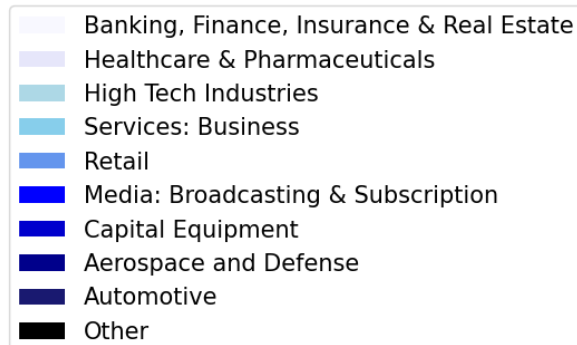 Banking, Finance, Insurance & Real Estate
Healthcare & Pharmaceuticals
High Tech Industries
Services: Business
Retail
Media: Broadcasting & Subscription
Capital Equipment
Aerospace and Defense
Automotive
Other